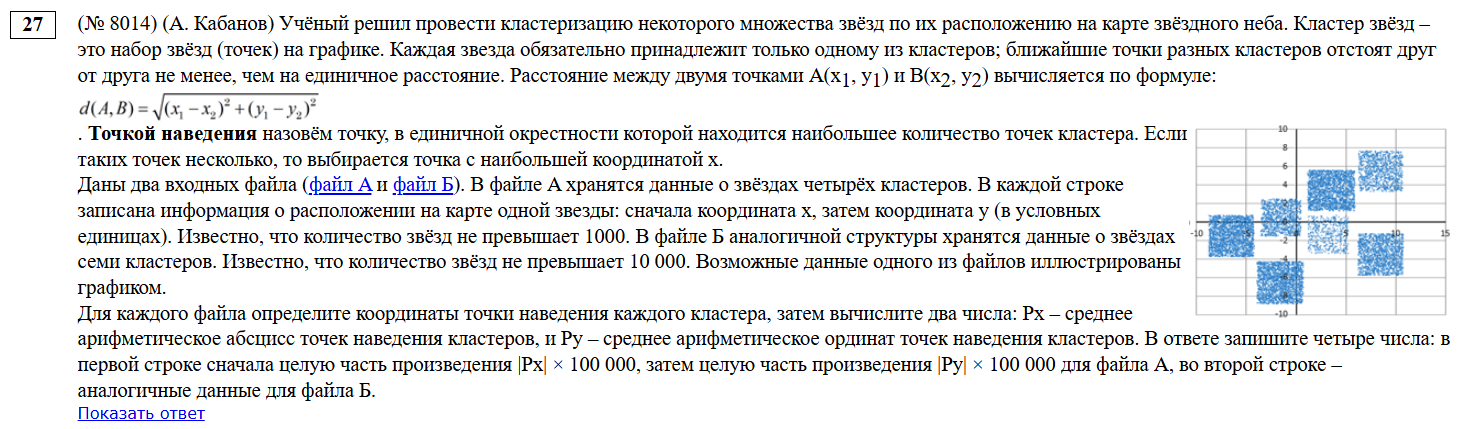 27
(№ 8014) (А. Кабанов) Учёный решил провести кластеризацию некоторого множества звёзд по их расположению на карте звёздного неба. Кластер звёзд –
это набор звёзд (точек) на графике. Каждая звезда обязательно принадлежит только одному из кластеров; ближайшие точки разных кластеров отстоят друг
от друга не менее, чем на единичное расстояние. Расстояние между двумя точками A(x1, y1) и B(x2, y2) вычисляется по формуле:
d(A, B) = √((x1 − x2)² + (y1 − y2)²)
. Точкой наведения назовём точку, в единичной окрестности которой находится наибольшее количество точек кластера. Если
таких точек несколько, то выбирается точка с наибольшей координатой x.
Даны два входных файла (файл А и файл Б). В файле А хранятся данные о звёздах четырёх кластеров. В каждой строке
записана информация о расположении на карте одной звезды: сначала координата x, затем координата y (в условных
единицах). Известно, что количество звёзд не превышает 1000. В файле Б аналогичной структуры хранятся данные о звёздах
семи кластеров. Известно, что количество звёзд не превышает 10 000. Возможные данные одного из файлов иллюстрированы
графиком.
Для каждого файла определите координаты точки наведения каждого кластера, затем вычислите два числа: Px – среднее
арифметическое абсцисс точек наведения кластеров, и Py – среднее арифметическое ординат точек наведения кластеров. В ответе запишите четыре числа: в
первой строке сначала целую часть произведения |Px| × 100 000, затем целую часть произведения |Py| × 100 000 для файла А, во второй строке –
аналогичные данные для файла Б.
Показать ответ
10
8
6
4
2
-10
-5
0
5
10
15
-2
-4
-6
-8
-10